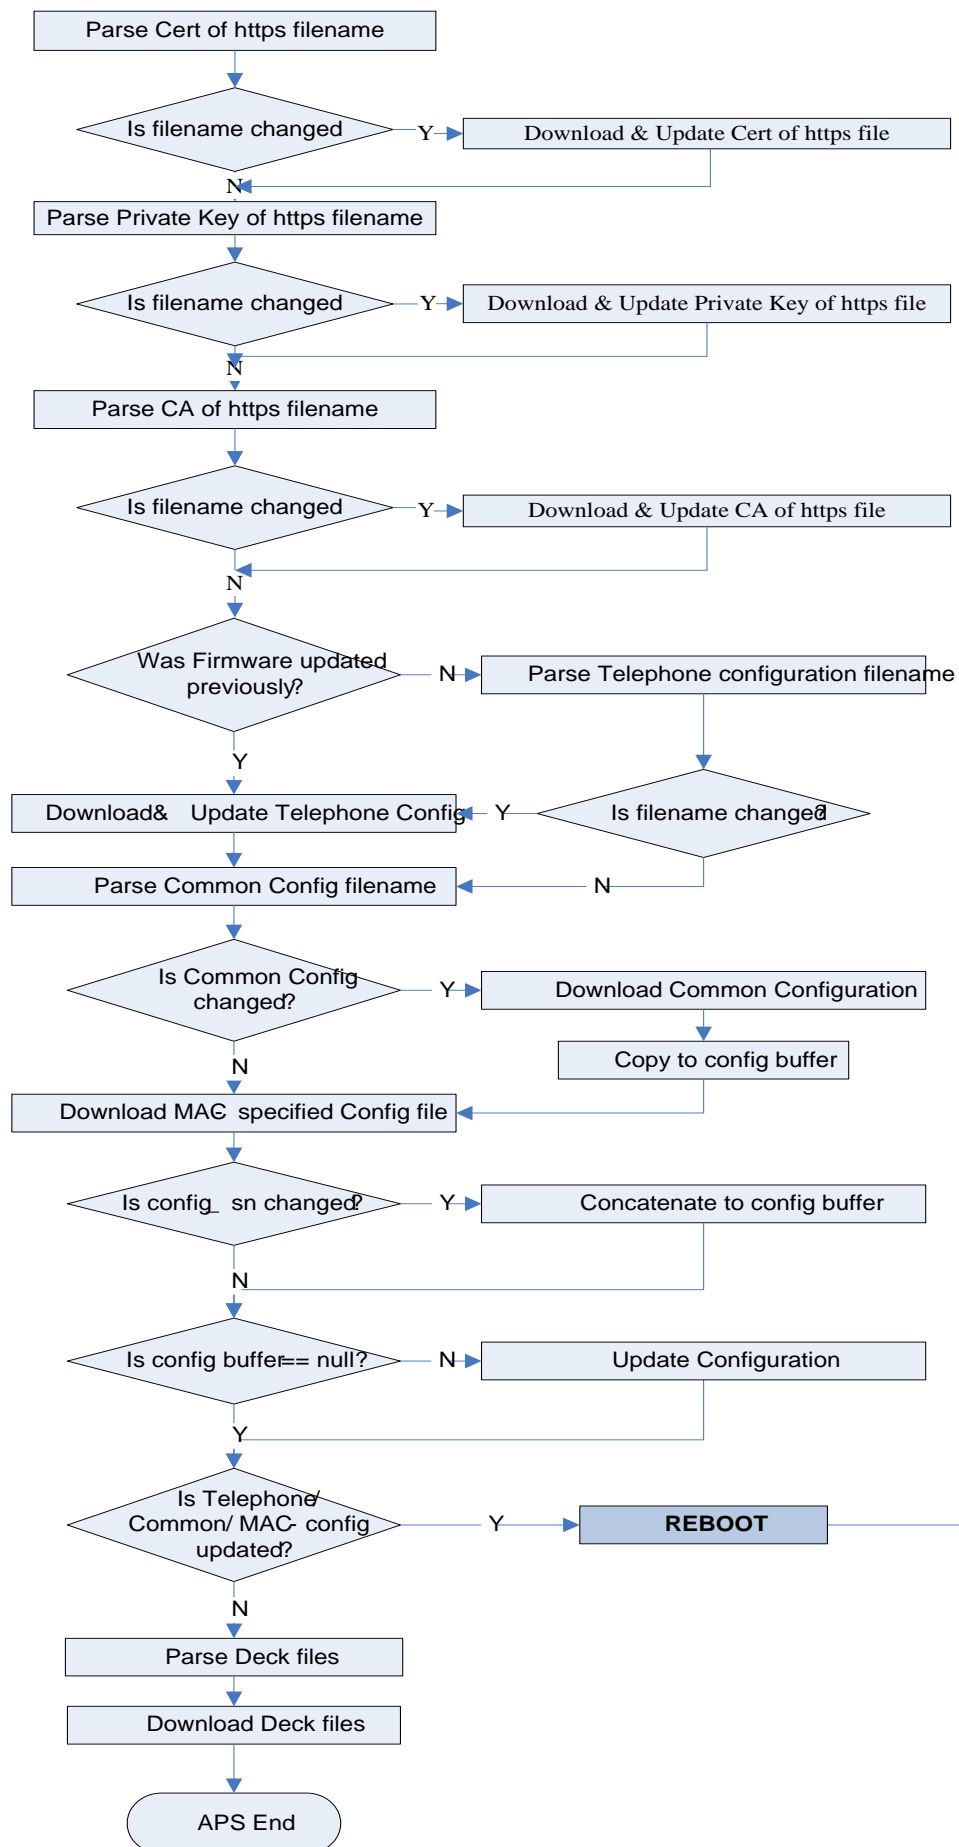 Parse Cert of https filename
Is filename changed
Y
Download & Update Cert of https file
N
Parse Private Key of https filename
Is filename changed
Y
Download & Update Private Key of https file
N
Parse CA of https filename
Is filename changed
Y
Download & Update CA of https file
N
Was Firmware updated
previously?
N
Parse Telephone configuration filename
Y
Download& Update Telephone Config
Y
Is filename changed?
Parse Common Config filename
N
Is Common Config
changed?
Y
Download Common Configuration
Copy to config buffer
N
Download MAC- specified Config file
Is config_ sn changed?
Y
Concatenate to config buffer
N
Is config buffer== null?
N
Update Configuration
Y
Is Telephone/
Common/ MAC- config
updated?
Y
REBOOT
N
Parse Deck files
Download Deck files
APS End